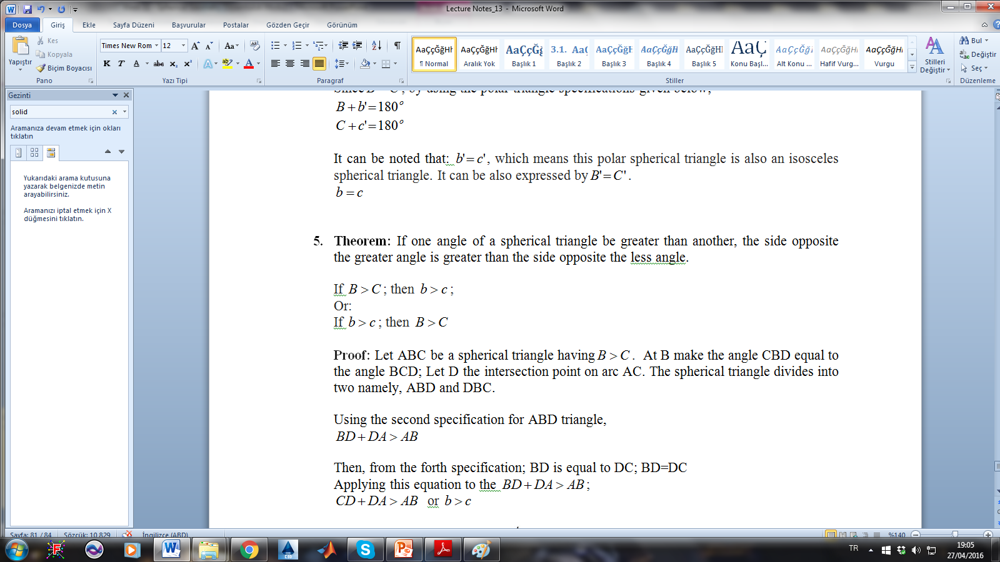 Lecture Notes_13 - Microsoft Word
Dosya Giriş Ekle Sayfa Düzeni Başvurular Postalar Gözden Geçir Görünüm
Yapıştır
Kes
Kopyala
Biçim Boyacısı
Pano
Times New Rom 12
K T A abc x₂ x²
Yazı Tipi
Paragraf
AaÇçĞğHl AaÇçĞğHl AaÇçĞğ 3.1. AaÇ AaÇçĞğF AaÇçĞğH AaÇçĞğHI AaÇ AaÇçĞğI AaÇçĞğHı AaÇçĞğHı
¶ Normal Aralık Yok Başlık 1 Başlık 2 Başlık 3 Başlık 4 Başlık 5 Konu Başl... Alt Konu ... Hafif Vurg... Vurgu
Stiller
Stilleri
Değiştir
Bul
Değiştir
Seç
Düzenleme
Gezinti
solid
Aramanıza devam etmek için okları
tıklatın
Yukarıdaki arama kutusuna
yazarak belgenizde metin
arayabilirsiniz.
Aramanızı iptal etmek için X
düğmesini tıklatın.
Since B = C, by using the polar triangle specifications given below;
B + b' = 180°
C + c' = 180°
It can be noted that: b' = c', which means this polar spherical triangle is also an isosceles
spherical triangle. It can be also expressed by B' = C'.
b = c
5. Theorem: If one angle of a spherical triangle be greater than another, the side opposite
the greater angle is greater than the side opposite the less angle.
If B > C; then b > c;
Or:
If b > c; then B > C
Proof: Let ABC be a spherical triangle having B > C. At B make the angle CBD equal to
the angle BCD; Let D the intersection point on arc AC. The spherical triangle divides into
two namely, ABD and DBC.
Using the second specification for ABD triangle,
BD + DA > AB
Then, from the forth specification; BD is equal to DC; BD=DC
Applying this equation to the BD + DA > AB;
CD + DA > AB or b > c
Sayfa: 81 / 84 Sözcük: 10.829 İngilizce (ABD) %140
TR
19:05
27/04/2016